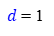 d = 1